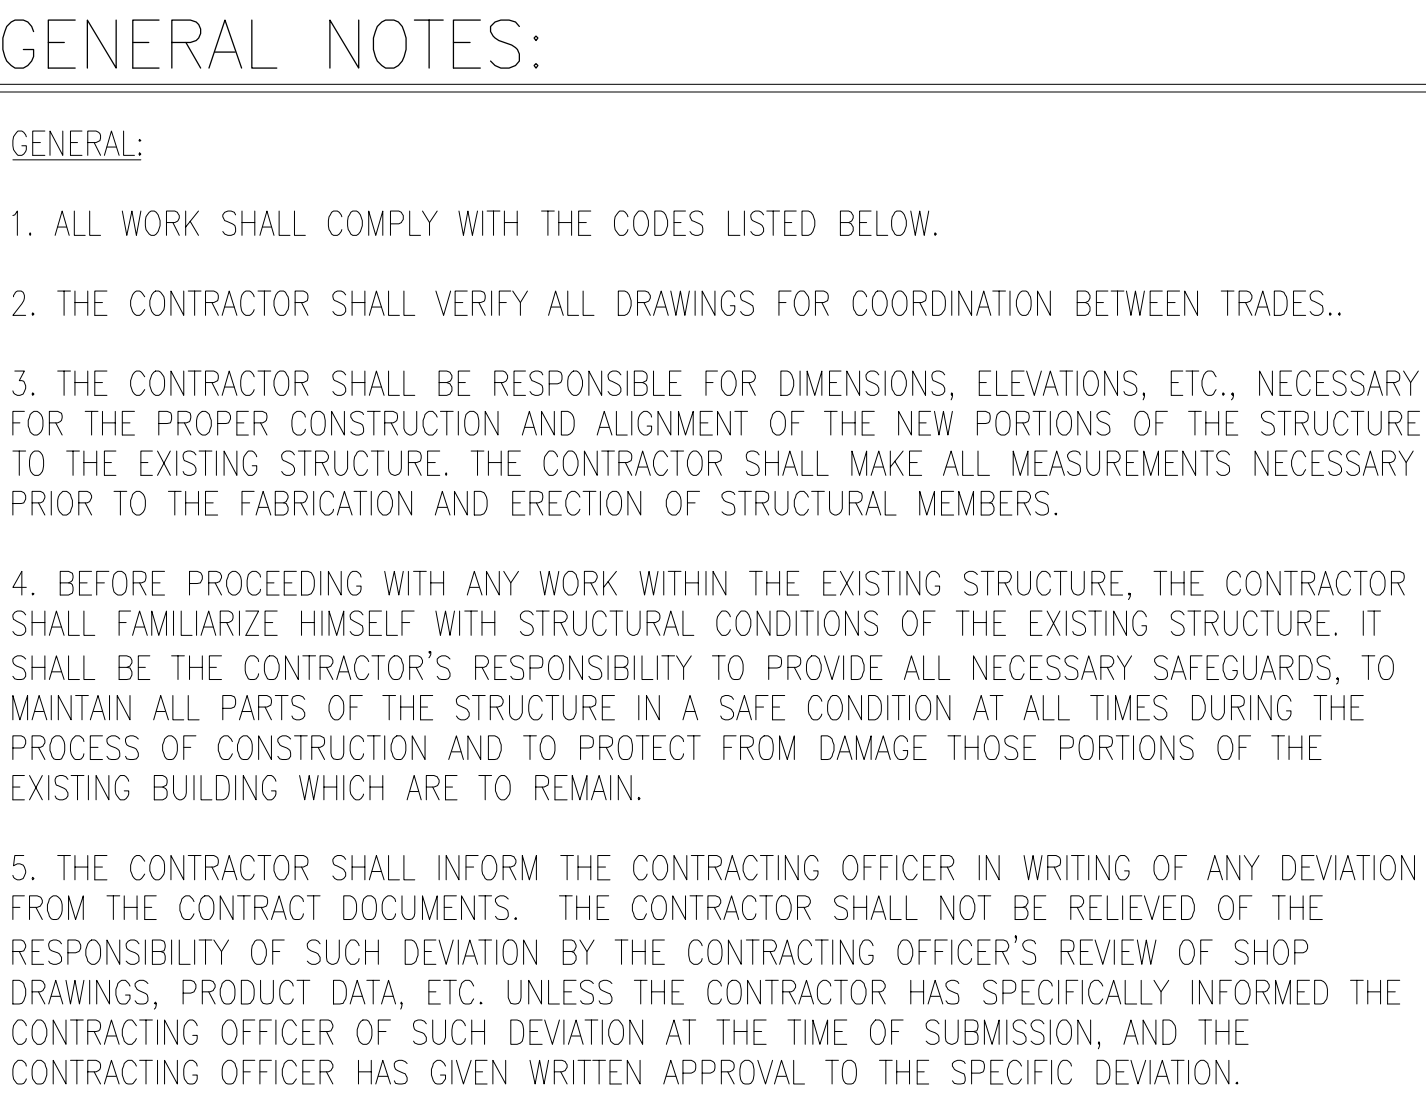 GENERAL NOTES:
GENERAL:
1. ALL WORK SHALL COMPLY WITH THE CODES LISTED BELOW.
2. THE CONTRACTOR SHALL VERIFY ALL DRAWINGS FOR COORDINATION BETWEEN TRADES..
3. THE CONTRACTOR SHALL BE RESPONSIBLE FOR DIMENSIONS, ELEVATIONS, ETC., NECESSARY
FOR THE PROPER CONSTRUCTION AND ALIGNMENT OF THE NEW PORTIONS OF THE STRUCTURE
TO THE EXISTING STRUCTURE. THE CONTRACTOR SHALL MAKE ALL MEASUREMENTS NECESSARY
PRIOR TO THE FABRICATION AND ERECTION OF STRUCTURAL MEMBERS.
4. BEFORE PROCEEDING WITH ANY WORK WITHIN THE EXISTING STRUCTURE, THE CONTRACTOR
SHALL FAMILIARIZE HIMSELF WITH STRUCTURAL CONDITIONS OF THE EXISTING STRUCTURE. IT
SHALL BE THE CONTRACTOR'S RESPONSIBILITY TO PROVIDE ALL NECESSARY SAFEGUARDS, TO
MAINTAIN ALL PARTS OF THE STRUCTURE IN A SAFE CONDITION AT ALL TIMES DURING THE
PROCESS OF CONSTRUCTION AND TO PROTECT FROM DAMAGE THOSE PORTIONS OF THE
EXISTING BUILDING WHICH ARE TO REMAIN.
5. THE CONTRACTOR SHALL INFORM THE CONTRACTING OFFICER IN WRITING OF ANY DEVIATION
FROM THE CONTRACT DOCUMENTS.  THE CONTRACTOR SHALL NOT BE RELIEVED OF THE
RESPONSIBILITY OF SUCH DEVIATION BY THE CONTRACTING OFFICER'S REVIEW OF SHOP
DRAWINGS, PRODUCT DATA, ETC. UNLESS THE CONTRACTOR HAS SPECIFICALLY INFORMED THE
CONTRACTING OFFICER OF SUCH DEVIATION AT THE TIME OF SUBMISSION, AND THE
CONTRACTING OFFICER HAS GIVEN WRITTEN APPROVAL TO THE SPECIFIC DEVIATION.